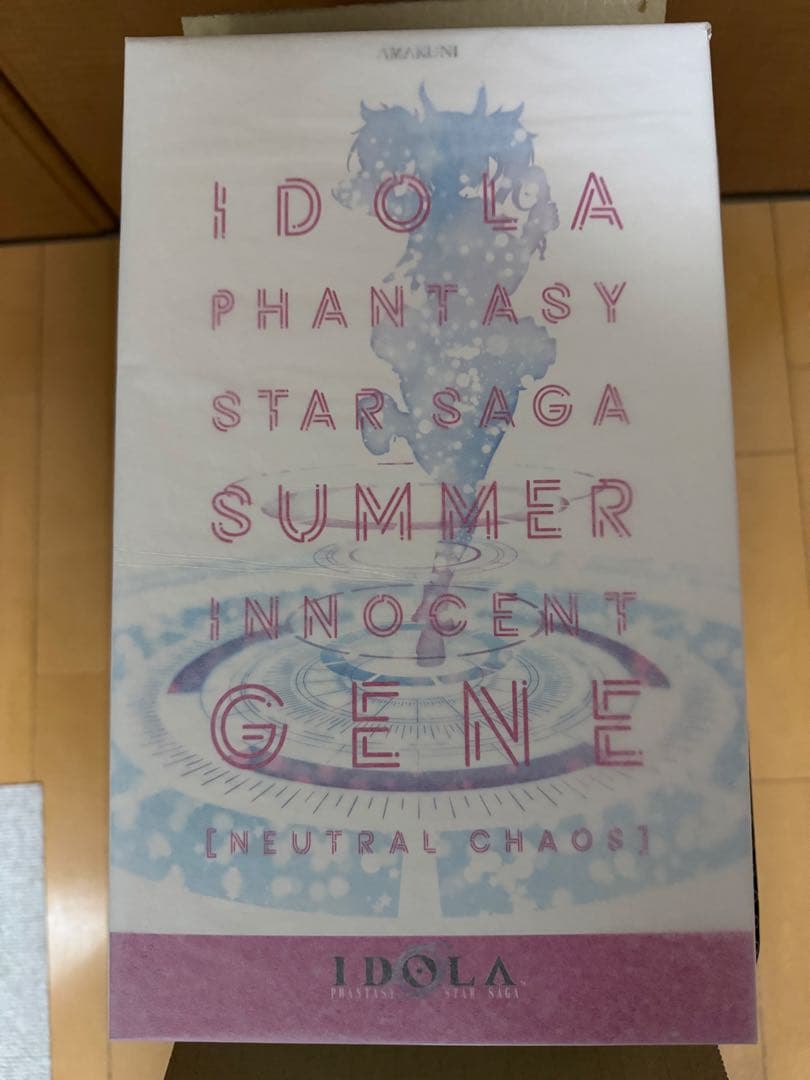 AMAKUNI
IDOLA
PHANTASY
STAR SAGA
SUMMER
INNOCENT
GENE
[NEUTRAL CHAOS]
IDOLA
PHANTASY STAR SAGA